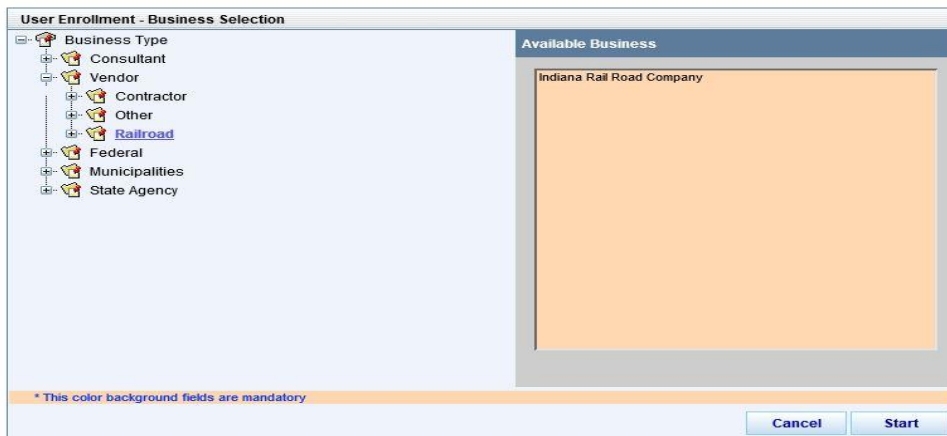 User Enrollment - Business Selection
Business Type
Consultant
Vendor
Contractor
Other
Railroad
Federal
Municipalities
State Agency
Available Business
Indiana Rail Road Company
* This color background fields are mandatory
Cancel
Start